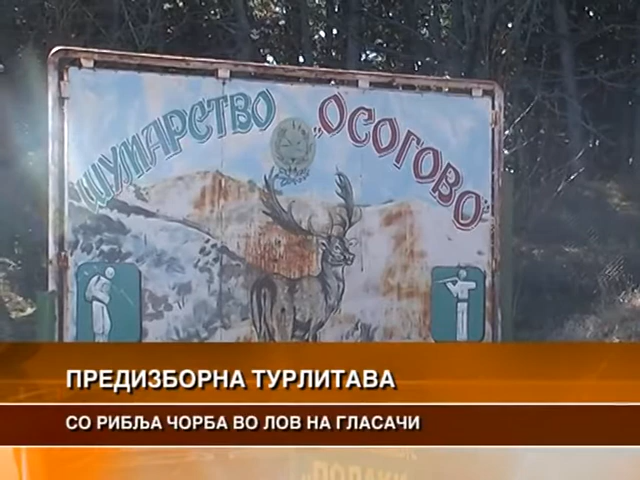 ШУМАРСТВО „ОСОГОВО“
ПРЕДИЗБОРНА ТУРЛИТАВА
СО РИБЉА ЧОРБА ВО ЛОВ НА ГЛАСАЧИ